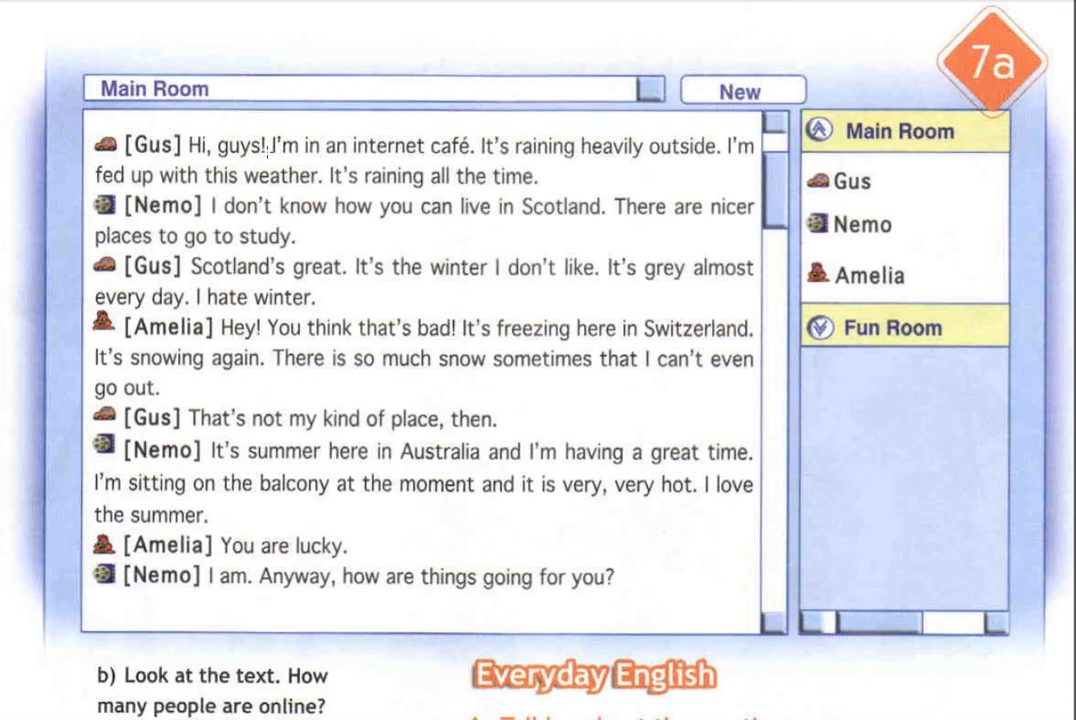 7a
Main Room
New
[Gus] Hi, guys! I'm in an internet café. It's raining heavily outside. I'm
fed up with this weather. It's raining all the time.
[Nemo] I don't know how you can live in Scotland. There are nicer
places to go to study.
[Gus] Scotland's great. It's the winter I don't like. It's grey almost
every day. I hate winter.
[Amelia] Hey! You think that's bad! It's freezing here in Switzerland.
It's snowing again. There is so much snow sometimes that I can't even
go out.
[Gus] That's not my kind of place, then.
[Nemo] It's summer here in Australia and I'm having a great time.
I'm sitting on the balcony at the moment and it is very, very hot. I love
the summer.
[Amelia] You are lucky.
[Nemo] I am. Anyway, how are things going for you?
Main Room
Gus
Nemo
Amelia
Fun Room
b) Look at the text. How
many people are online?
Everyday English